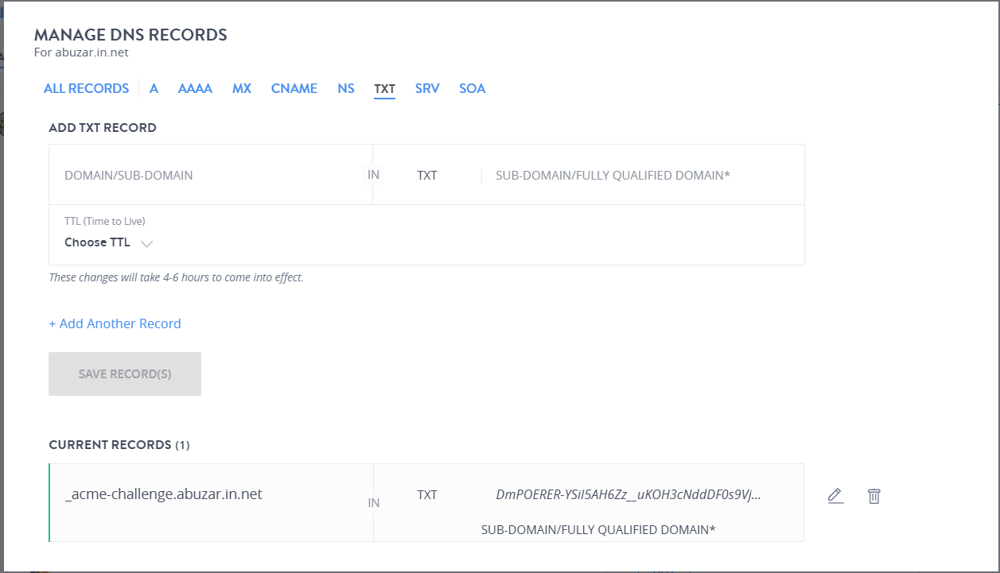 MANAGE DNS RECORDS
For abuzar.in.net
ALL RECORDS A AAAA MX CNAME NS TXT SRV SOA
ADD TXT RECORD
DOMAIN/SUB-DOMAIN IN TXT SUB-DOMAIN/FULLY QUALIFIED DOMAIN*
TTL (Time to Live)
Choose TTL
These changes will take 4-6 hours to come into effect.
+ Add Another Record
SAVE RECORD(S)
CURRENT RECORDS (1)
_acme-challenge.abuzar.in.net IN TXT DmPOERER-YSil5AH6Zz__uKOH3cNddDF0s9Vj...
SUB-DOMAIN/FULLY QUALIFIED DOMAIN*